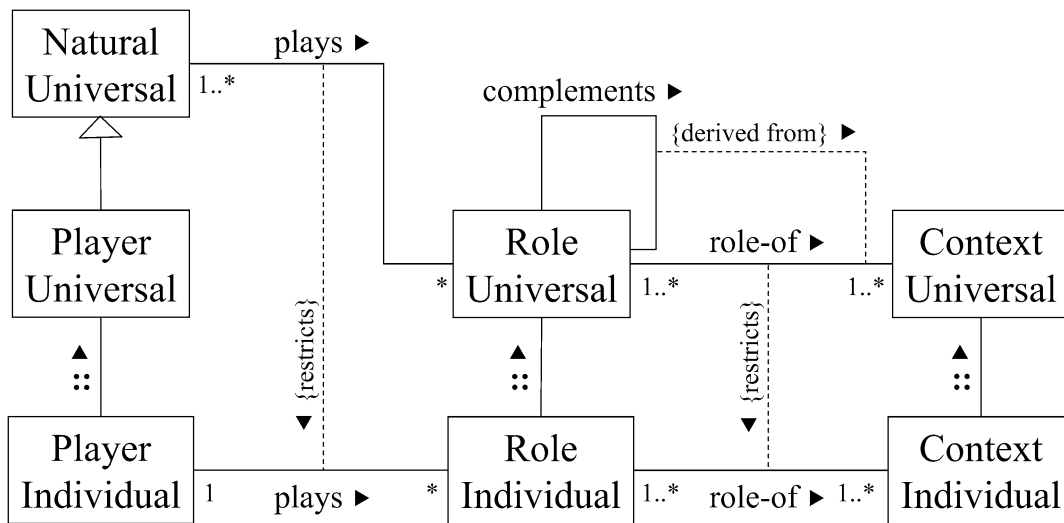 Natural
Universal
plays ▶
1..*
complements ▶
{derived from} ▶
Player
Universal
Role
Universal
role-of ▶
Context
Universal
*
1..*
1..*
{restricts}
{restricts}
▲
::
▲
::
▲
::
▼
▼
Player
Individual
Role
Individual
Context
Individual
1
plays ▶
*
1..*
role-of ▶
1..*